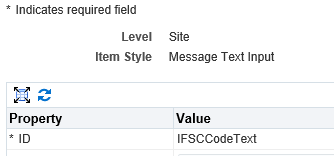 * Indicates required field
Level Site
Item Style Message Text Input
Property Value
* ID IFSCCodeText